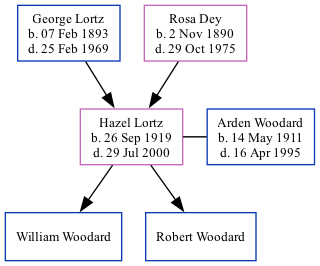 George Lortz
b. 07 Feb 1893
d. 25 Feb 1969
Rosa Dey
b. 2 Nov 1890
d. 29 Oct 1975
Hazel Lortz
b. 26 Sep 1919
d. 29 Jul 2000
Arden Woodard
b. 14 May 1911
d. 16 Apr 1995
William Woodard
Robert Woodard